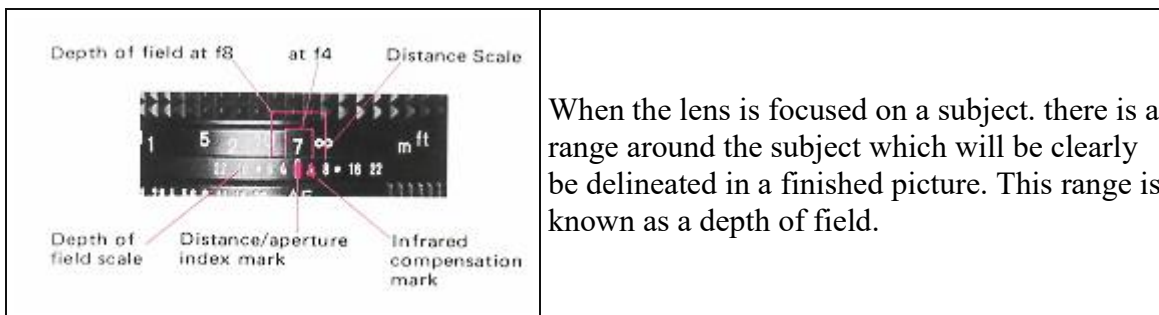 Depth of field at f8
at f4
Distance Scale
1 5 2 7 ∞ m ft
22 4 8 • 16 22
Depth of
field scale
Distance/aperture
index mark
Infrared
compensation
mark
When the lens is focused on a subject. there is a
range around the subject which will be clearly
be delineated in a finished picture. This range is
known as a depth of field.